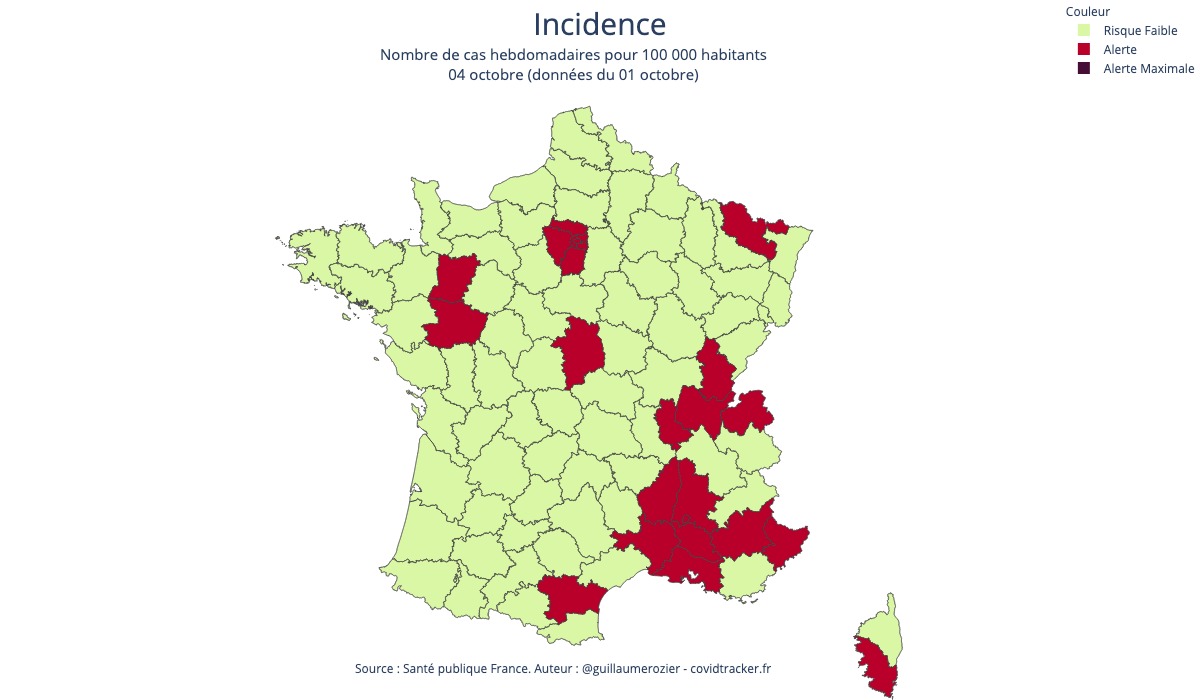 Incidence
Nombre de cas hebdomadaires pour 100 000 habitants
04 octobre (données du 01 octobre)
Couleur
Risque Faible
Alerte
Alerte Maximale
Source : Santé publique France. Auteur : @guillaumerozier - covidtracker.fr